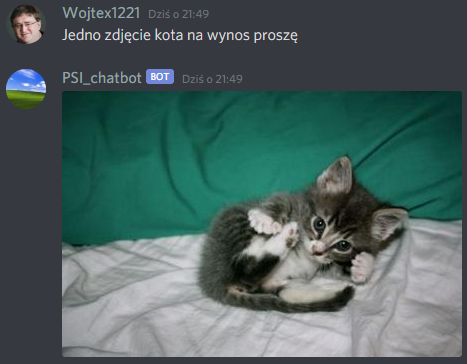 Wojtex1221 Dziś o 21:49
Jedno zdjęcie kota na wynos proszę
PSI_chatbot BOT Dziś o 21:49